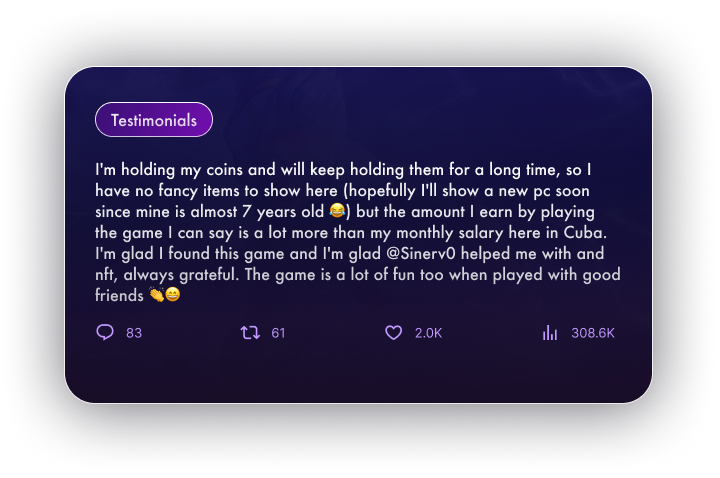 Testimonials
I'm holding my coins and will keep holding them for a long time, so I
have no fancy items to show here (hopefully I'll show a new pc soon
since mine is almost 7 years old 😂) but the amount I earn by playing
the game I can say is a lot more than my monthly salary here in Cuba.
I'm glad I found this game and I'm glad @Sinerv0 helped me with and
nft, always grateful. The game is a lot of fun too when played with good
friends 👏😄
83 61 2.0K 308.6K